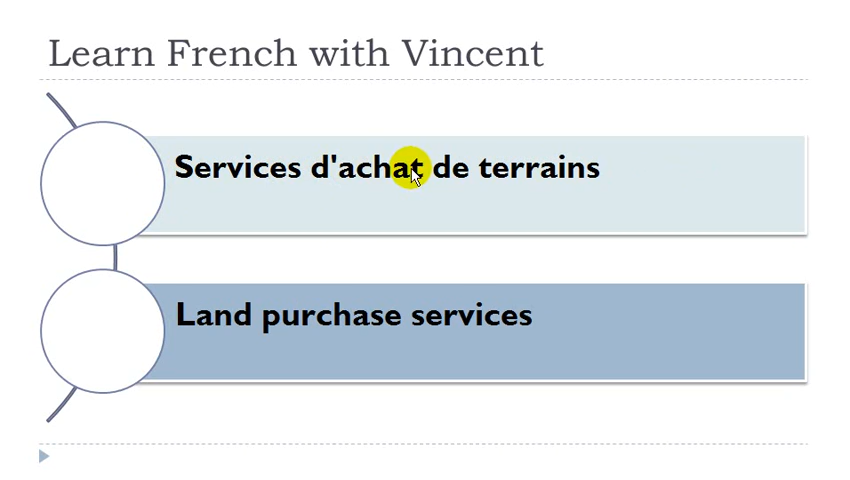 Learn French with Vincent
Services d'achat de terrains
Land purchase services